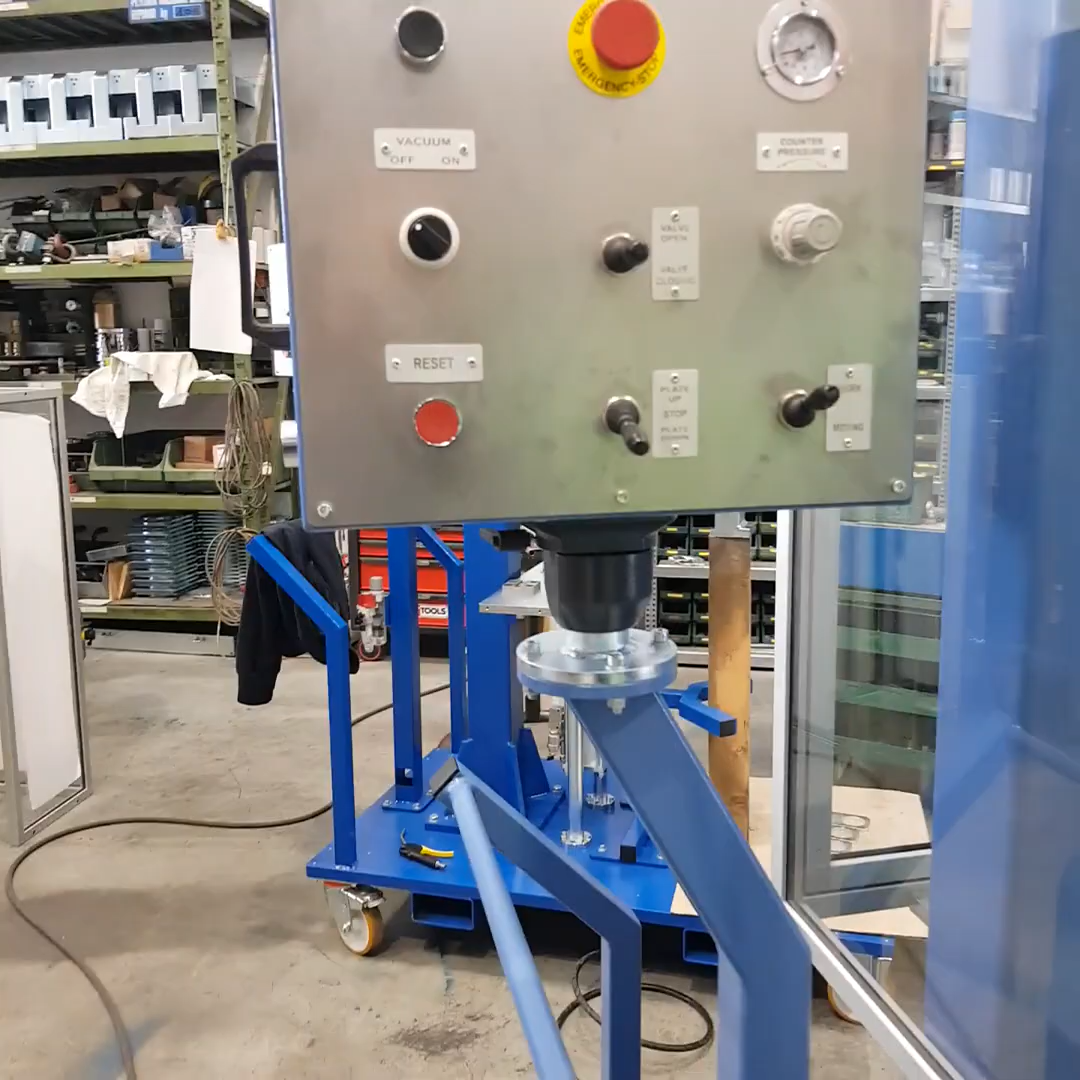 EMERGENCY-STOP
VACUUM
OFF ON
COUNTER
PRESSURE
VALVE
OPEN
VALVE
CLOSING
RESET
PLATE
UP
STOP
PLATE
DOWN
MOVING
TOOLS